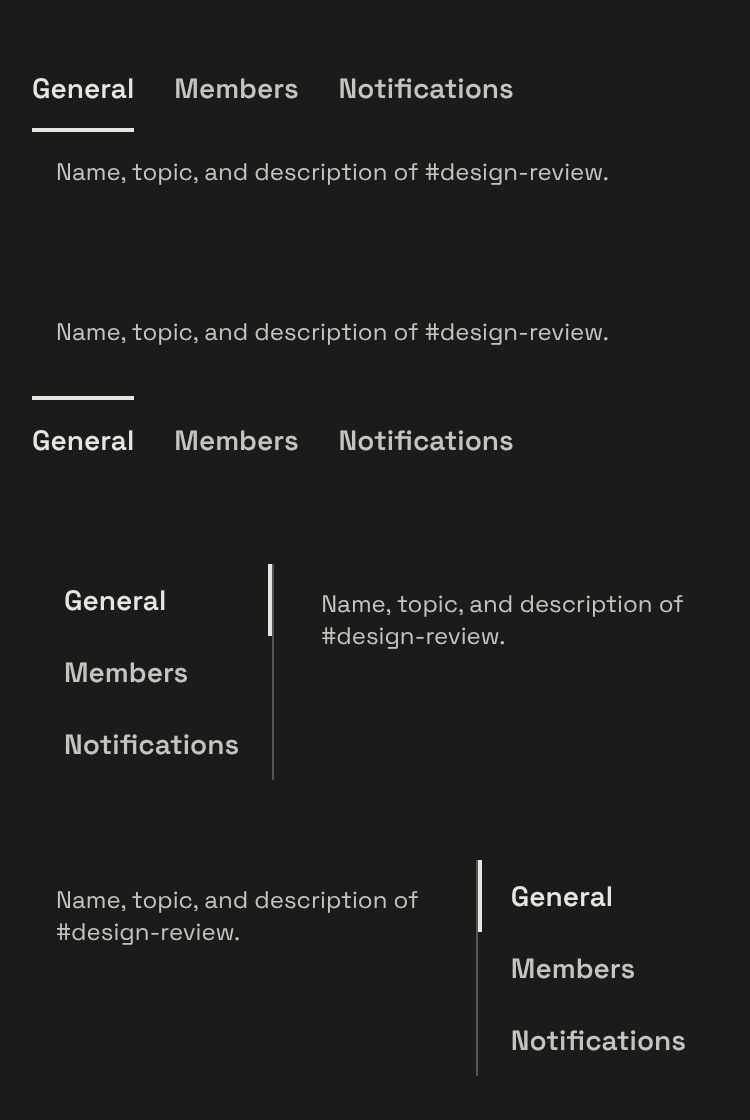 General Members Notifications
Name, topic, and description of #design-review.
Name, topic, and description of #design-review.
General Members Notifications
General
Members
Notifications
Name, topic, and description of
#design-review.
Name, topic, and description of
#design-review.
General
Members
Notifications